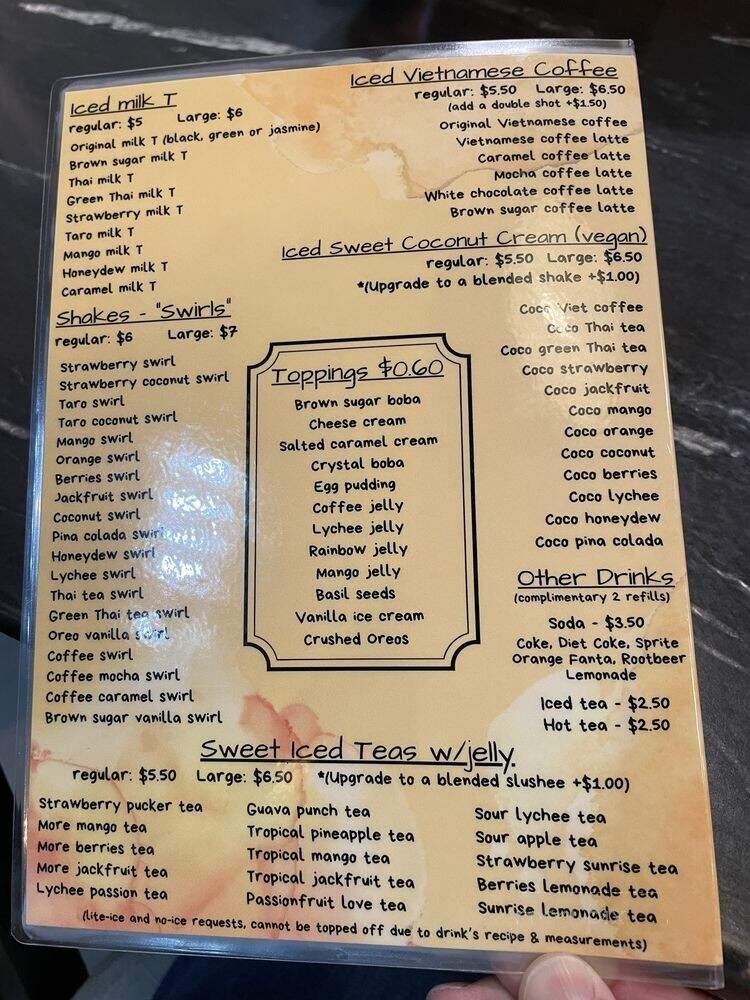 Iced milk T
regular: $5 Large: $6
Original milk T (black, green or jasmine)
Brown sugar milk T
Thai milk T
Green Thai milk T
Strawberry milk T
Taro milk T
Mango milk T
Honeydew milk T
Caramel milk T
Shakes - "Swirls"
regular: $6 Large: $7
Strawberry swirl
Strawberry coconut swirl
Taro swirl
Taro coconut swirl
Mango swirl
Orange swirl
Berries swirl
Jackfruit swirl
Coconut swirl
Pina colada swirl
Honeydew swirl
Lychee swirl
Thai tea swirl
Green Thai tea swirl
Oreo vanilla swirl
Coffee swirl
Coffee mocha swirl
Coffee caramel swirl
Brown sugar vanilla swirl
Iced Vietnamese Coffee
regular: $5.50 Large: $6.50
(add a double shot +$1.50)
Original Vietnamese coffee
Vietnamese coffee latte
Caramel coffee latte
Mocha coffee latte
White chocolate coffee latte
Brown sugar coffee latte
Iced Sweet Coconut Cream (vegan)
regular: $5.50 Large: $6.50
*(Upgrade to a blended shake +$1.00)
Coco Viet coffee
Coco Thai tea
Coco green Thai tea
Coco strawberry
Coco jackfruit
Coco mango
Coco orange
Coco coconut
Coco berries
Coco lychee
Coco honeydew
Coco pina colada
Toppings $0.60
Brown sugar boba
Cheese cream
Salted caramel cream
Crystal boba
Egg pudding
Coffee jelly
Lychee jelly
Rainbow jelly
Mango jelly
Basil seeds
Vanilla ice cream
Crushed Oreos
Other Drinks
(complimentary 2 refills)
Soda - $3.50
Coke, Diet Coke, Sprite
Orange Fanta, Rootbeer
Lemonade
Iced tea - $2.50
Hot tea - $2.50
Sweet Iced Teas w/jelly
regular: $5.50 Large: $6.50 *(Upgrade to a blended slushee +$1.00)
Strawberry pucker tea
More mango tea
More berries tea
More jackfruit tea
Lychee passion tea
Guava punch tea
Tropical pineapple tea
Tropical mango tea
Tropical jackfruit tea
Passionfruit love tea
Sour lychee tea
Sour apple tea
Strawberry sunrise tea
Berries lemonade tea
Sunrise lemonade tea
(lite-ice and no-ice requests, cannot be topped off due to drink's recipe & measurements)